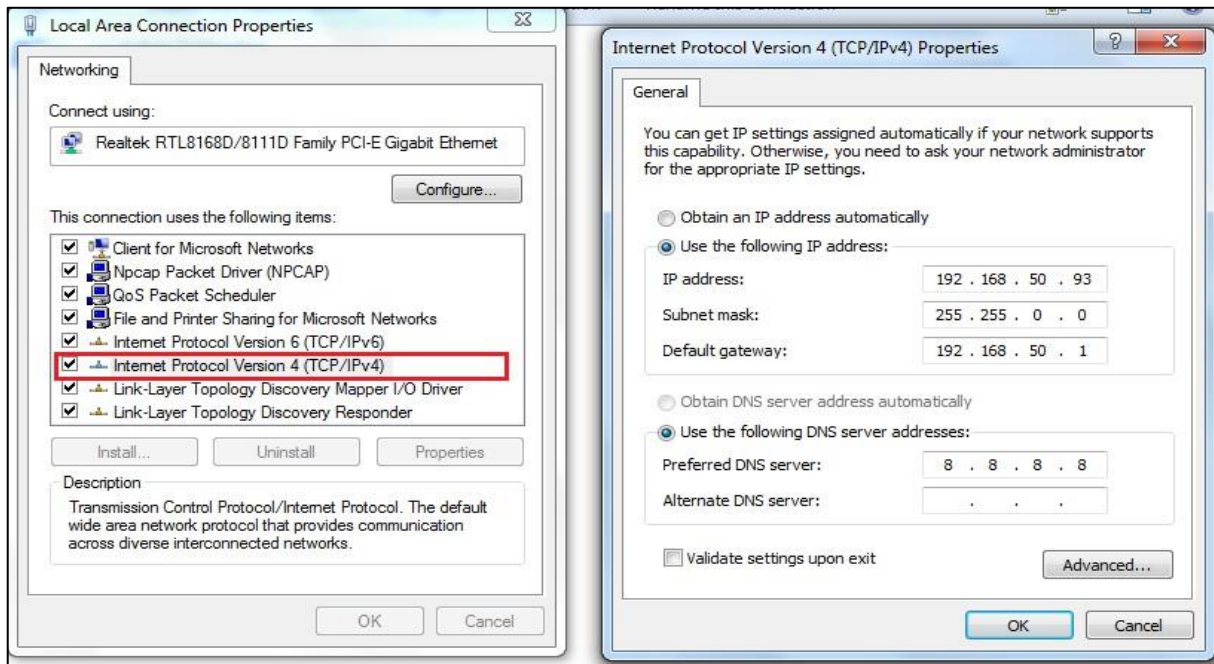 Local Area Connection Properties
Networking
Connect using:
Realtek RTL8168D/8111D Family PCI-E Gigabit Ethernet
Configure...
This connection uses the following items:
Client for Microsoft Networks
Npcap Packet Driver (NPCAP)
QoS Packet Scheduler
File and Printer Sharing for Microsoft Networks
Internet Protocol Version 6 (TCP/IPv6)
Internet Protocol Version 4 (TCP/IPv4)
Link-Layer Topology Discovery Mapper I/O Driver
Link-Layer Topology Discovery Responder
Install... Uninstall Properties
Description
Transmission Control Protocol/Internet Protocol. The default
wide area network protocol that provides communication
across diverse interconnected networks.
OK Cancel
Internet Protocol Version 4 (TCP/IPv4) Properties
General
You can get IP settings assigned automatically if your network supports
this capability. Otherwise, you need to ask your network administrator
for the appropriate IP settings.
Obtain an IP address automatically
Use the following IP address:
IP address: 192 . 168 . 50 . 93
Subnet mask: 255 . 255 . 0 . 0
Default gateway: 192 . 168 . 50 . 1
Obtain DNS server address automatically
Use the following DNS server addresses:
Preferred DNS server: 8 . 8 . 8 . 8
Alternate DNS server: . . .
Validate settings upon exit
Advanced...
OK Cancel